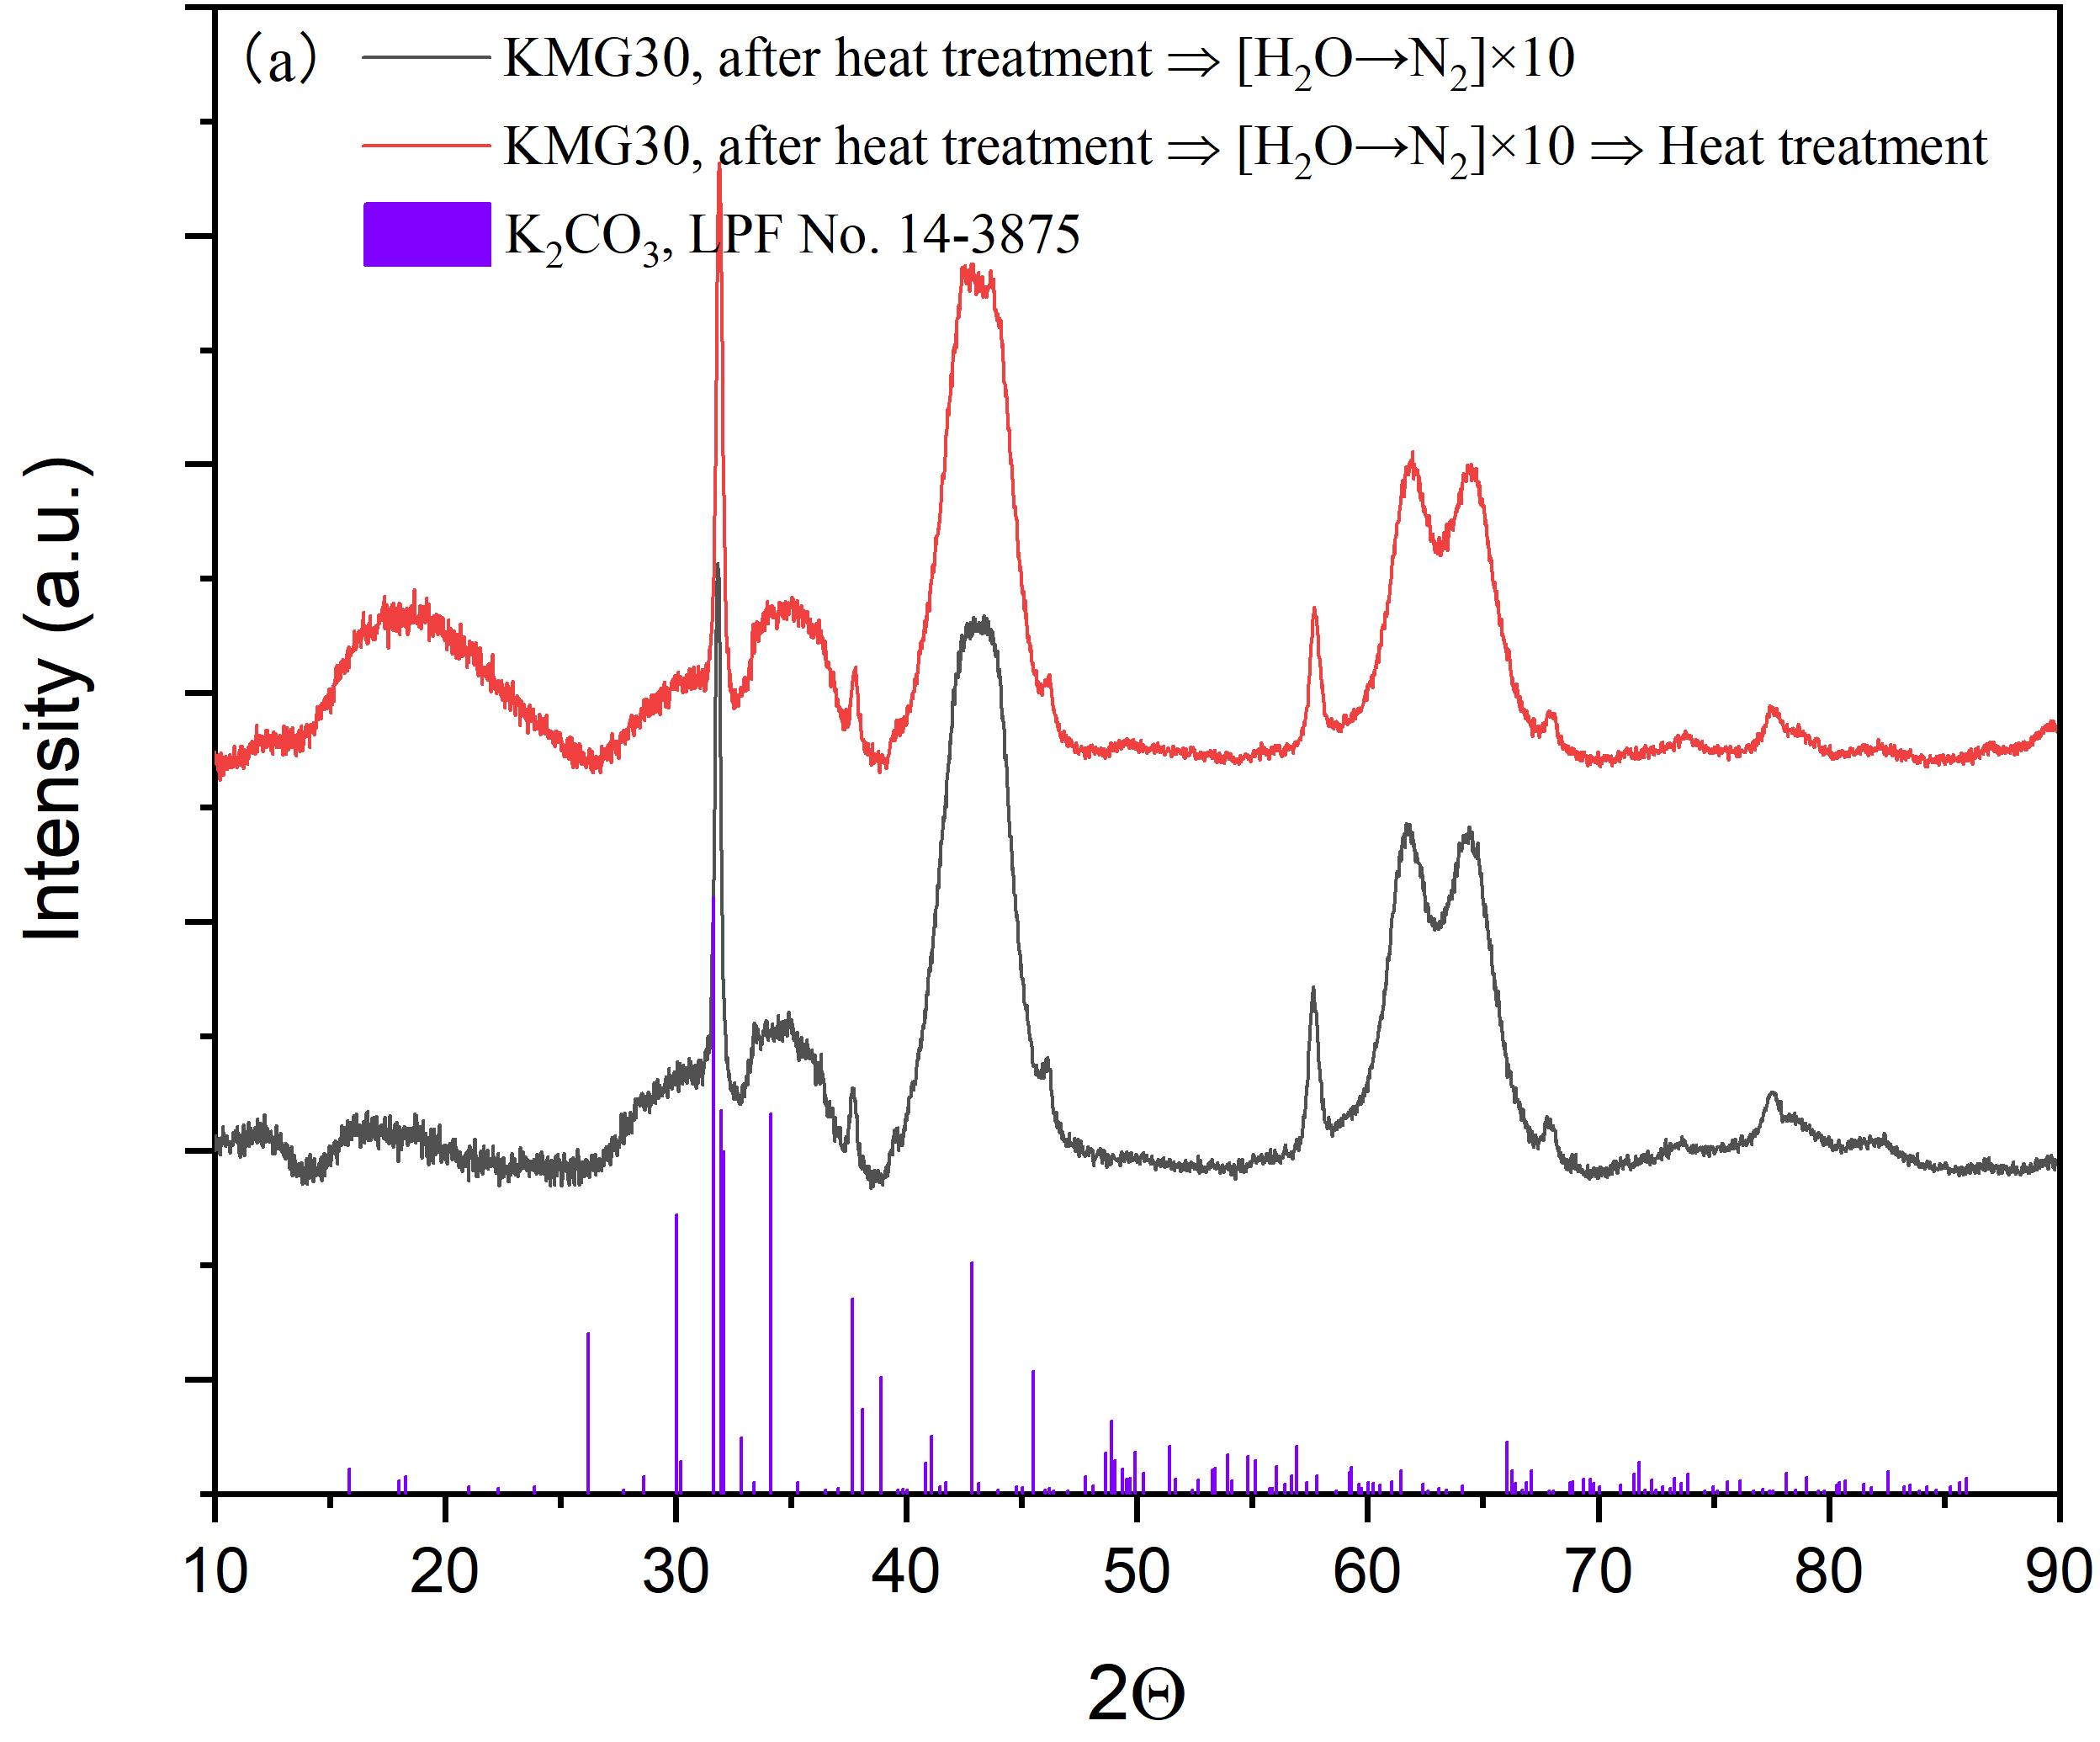 (a) KMG30, after heat treatment ⇒ [H₂O→N₂]×10
KMG30, after heat treatment ⇒ [H₂O→N₂]×10 ⇒ Heat treatment
K₂CO₃, LPF No. 14-3875
Intensity (a.u.)
10 20 30 40 50 60 70 80 90
2Θ